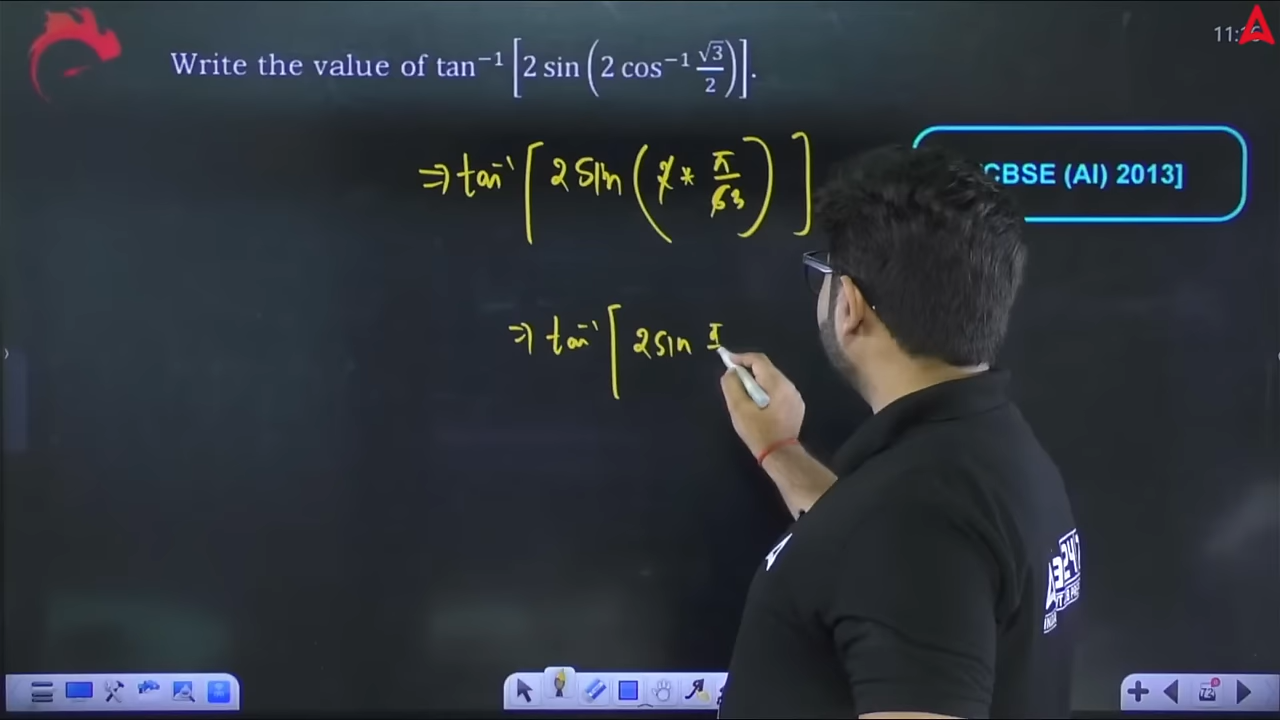 11:
Write the value of tan⁻¹ [2 sin (2 cos⁻¹ √3/2)].
⇒ tan⁻¹ [ 2 sin ( 2 * π/6 3 ) ]
CBSE (AI) 2013]
⇒ tan⁻¹ [ 2 sin π
72